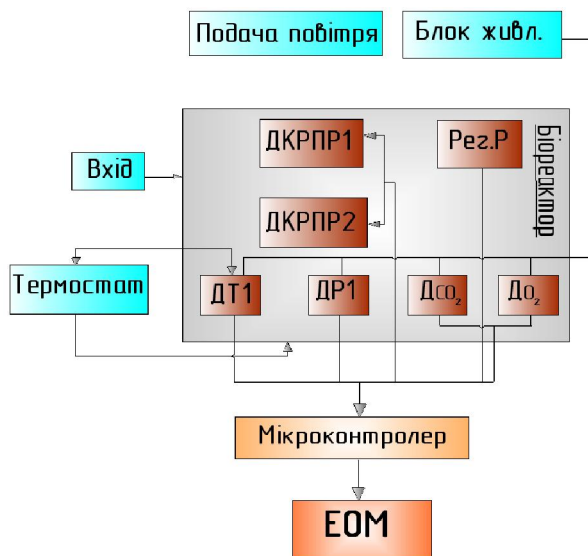 Подача повітря
Блок живл.
ДКРПР1
Рег.Р
Біореактор
Вхід
ДКРПР2
Термостат
ДТ1
ДР1
Дco₂
Дo₂
Мікроконтролер
ЕОМ